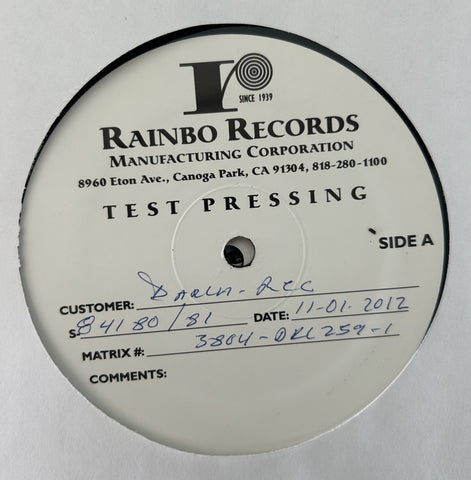 r
SINCE 1939
RAINBO RECORDS
MANUFACTURING CORPORATION
8960 Eton Ave., Canoga Park, CA 91304, 818-280-1100
TEST PRESSING
SIDE A
CUSTOMER: -Rec
S-84180/81 DATE: 11-01-2012
MATRIX #: 3804-DRL259-1
COMMENTS: